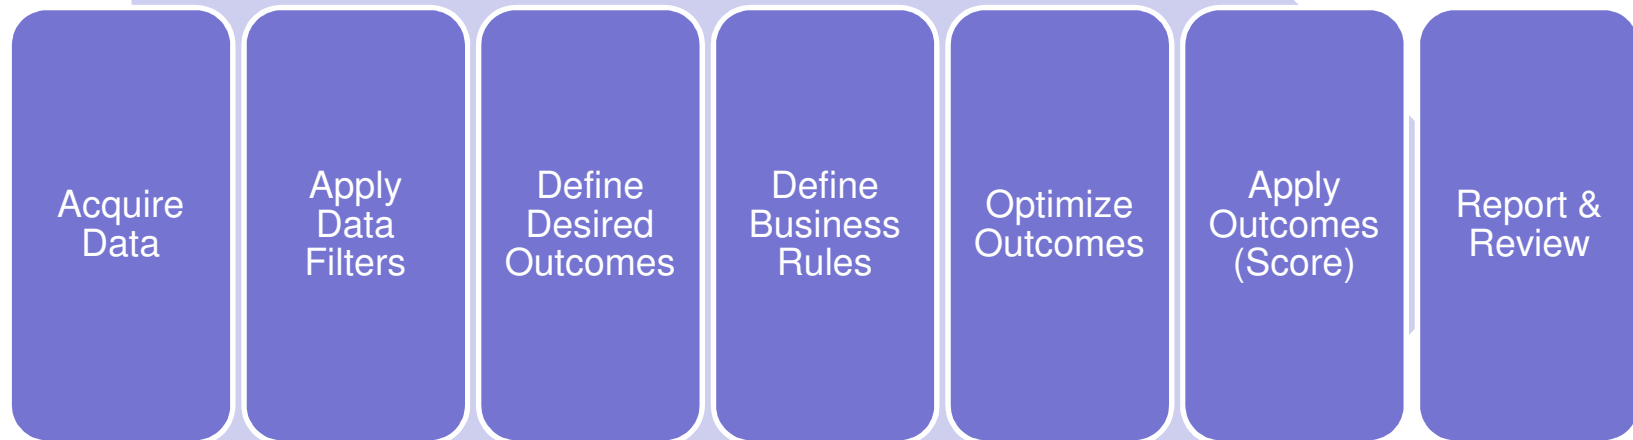 Acquire
Data
Apply
Data
Filters
Define
Desired
Outcomes
Define
Business
Rules
Optimize
Outcomes
Apply
Outcomes
(Score)
Report &
Review